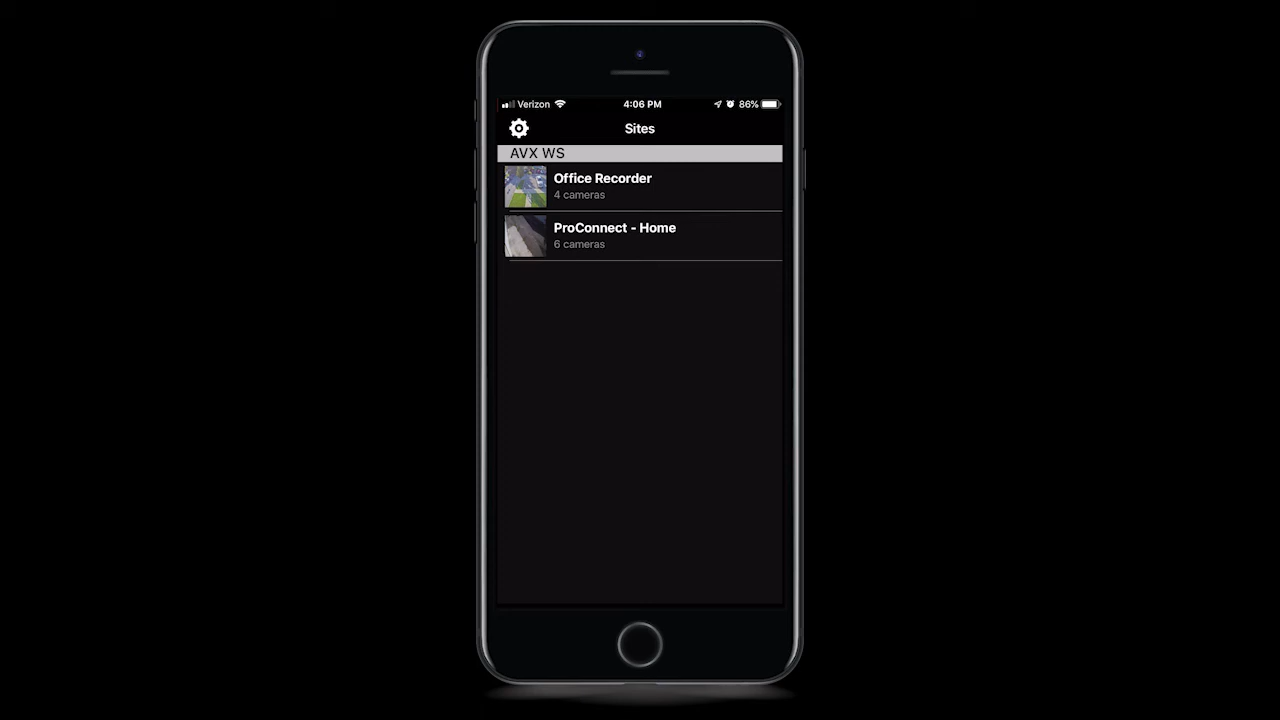 Verizon 4:06 PM 86%
Sites
AVX WS
Office Recorder
4 cameras
ProConnect - Home
6 cameras